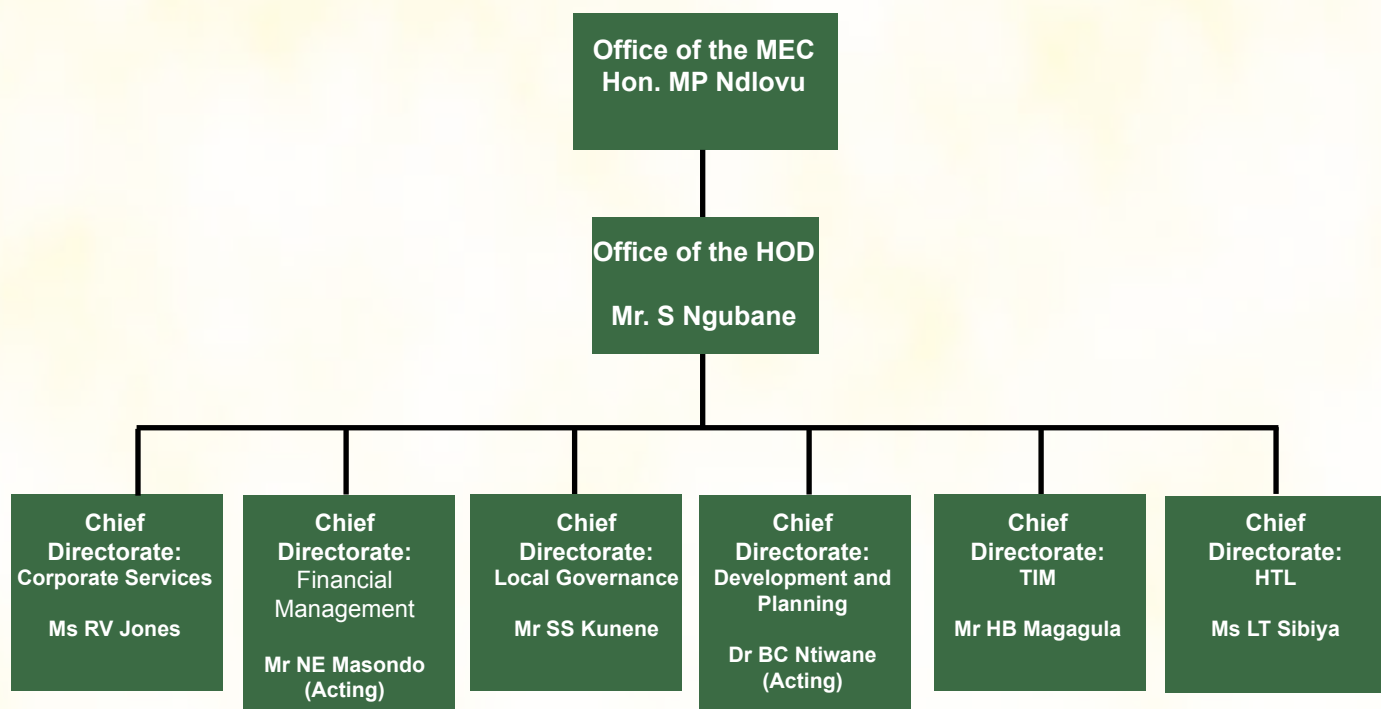 Office of the MEC
Hon. MP Ndlovu
Office of the HOD
Mr. S Ngubane
Chief
Directorate:
Corporate Services
Ms RV Jones
Chief
Directorate:
Financial
Management
Mr NE Masondo
(Acting)
Chief
Directorate:
Local Governance
Mr SS Kunene
Chief
Directorate:
Development and
Planning
Dr BC Ntiwane
(Acting)
Chief
Directorate:
TIM
Mr HB Magagula
Chief
Directorate:
HTL
Ms LT Sibiya